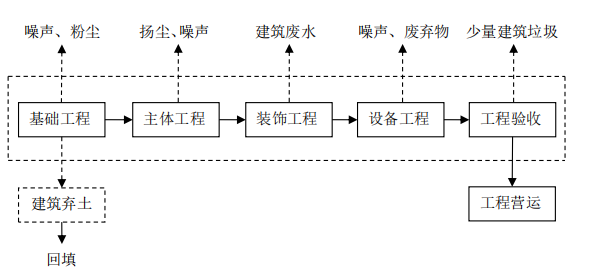 噪声、粉尘
扬尘、噪声
建筑废水
噪声、废弃物
少量建筑垃圾
基础工程
主体工程
装饰工程
设备工程
工程验收
建筑弃土
工程营运
回填